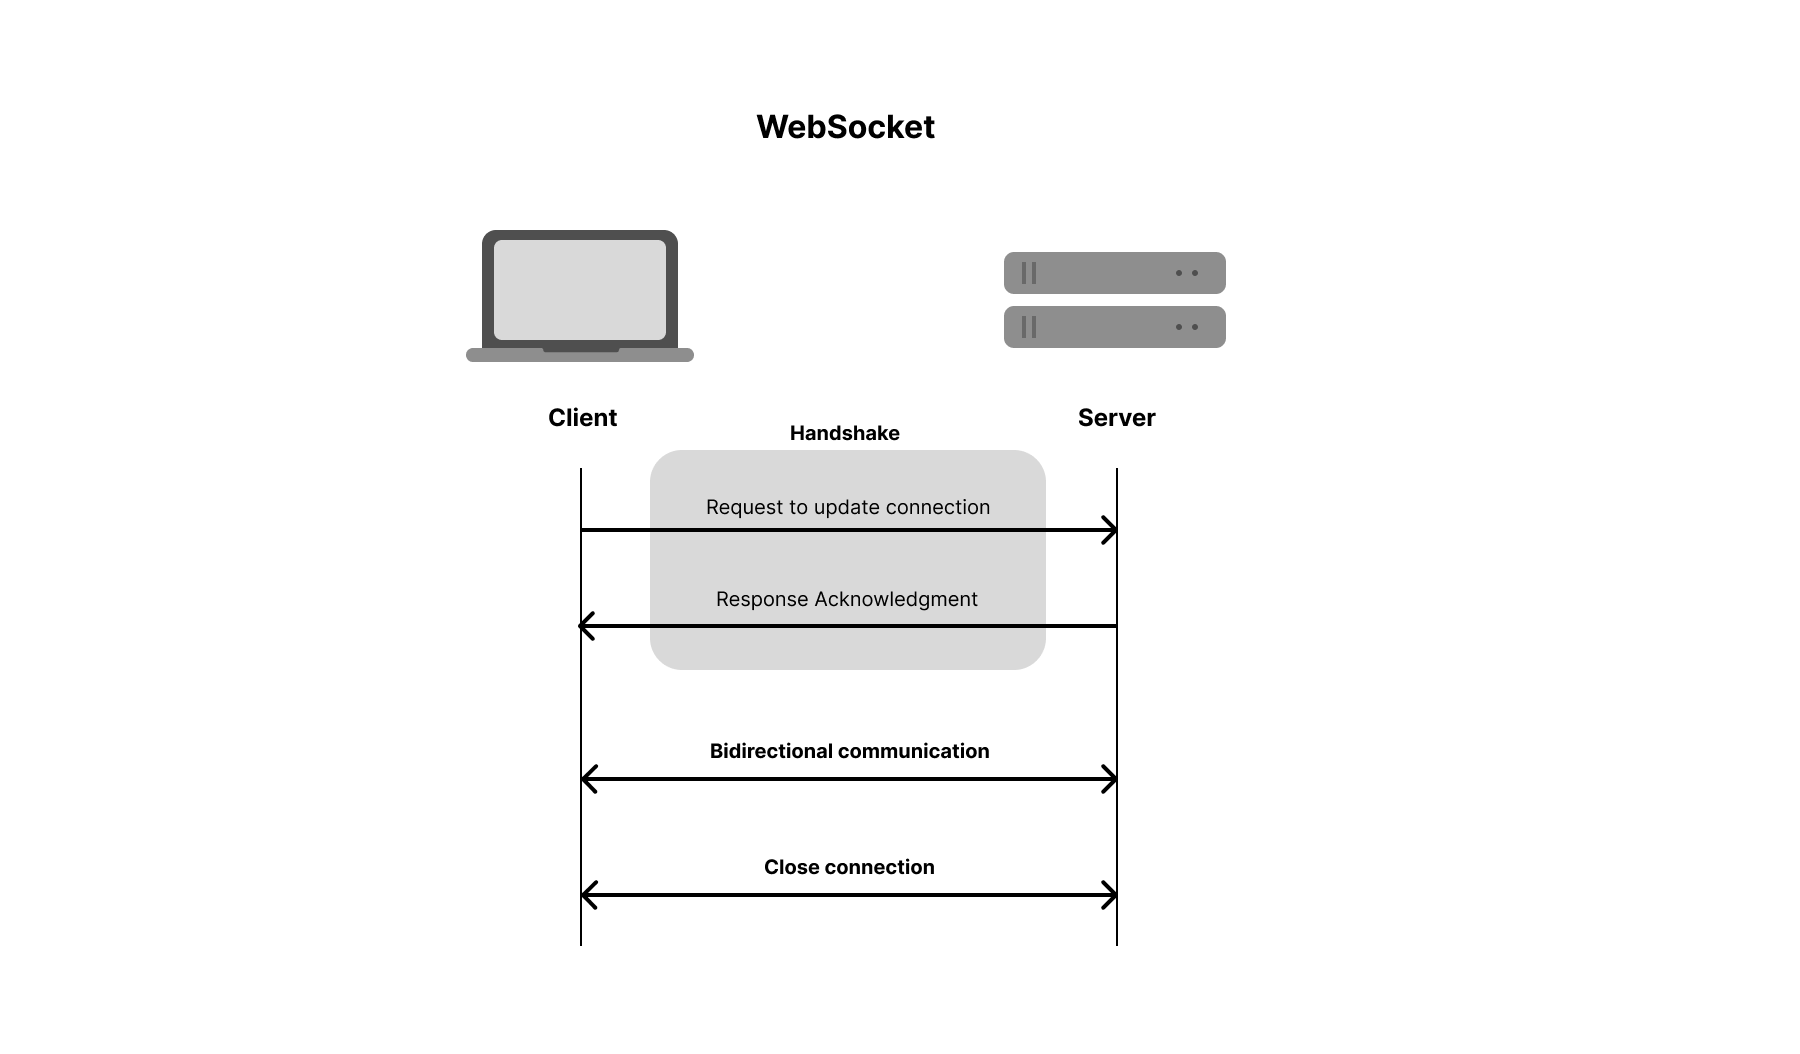 WebSocket
Client
Server
Handshake
Request to update connection
Response Acknowledgment
Bidirectional communication
Close connection